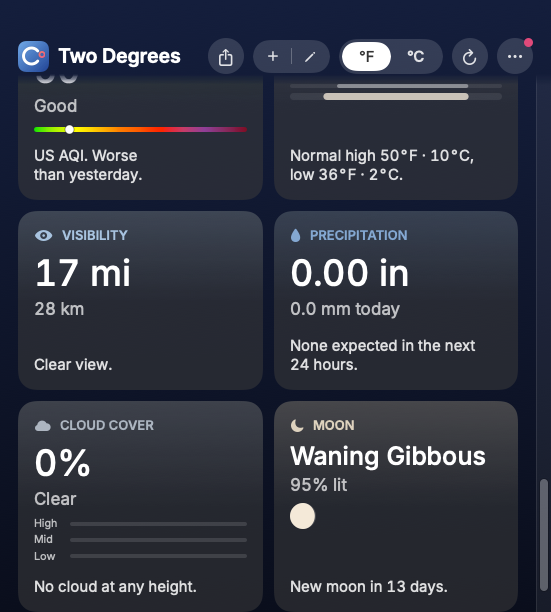 Two Degrees
°F
°C
Good
US AQI. Worse
than yesterday.
Normal high 50°F · 10°C,
low 36°F · 2°C.
VISIBILITY
17 mi
28 km
Clear view.
PRECIPITATION
0.00 in
0.0 mm today
None expected in the next
24 hours.
CLOUD COVER
0%
Clear
High
Mid
Low
No cloud at any height.
MOON
Waning Gibbous
95% lit
New moon in 13 days.